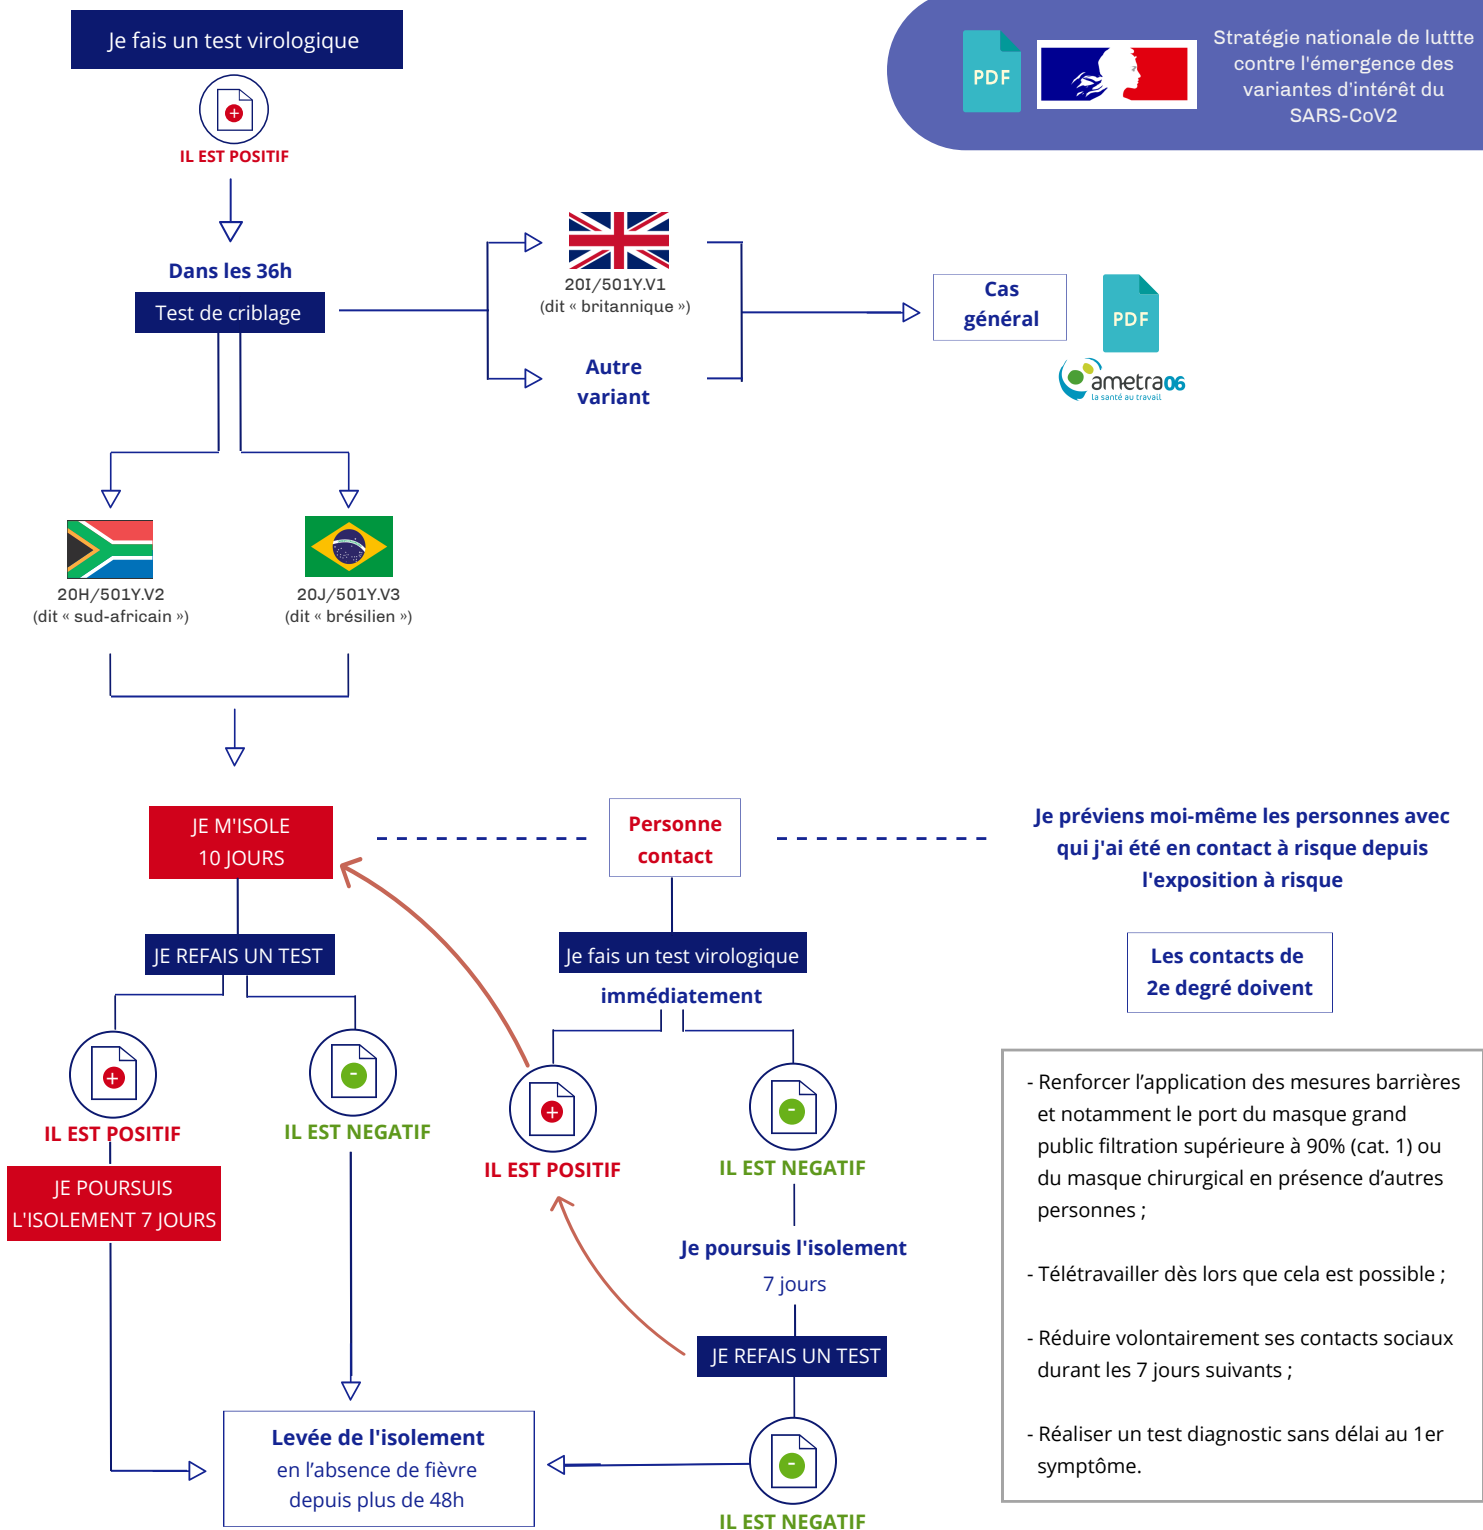 Je fais un test virologique
IL EST POSITIF
PDF
Stratégie nationale de luttte
contre l'émergence des
variantes d'intérêt du
SARS-CoV2
Dans les 36h
Test de criblage
20I/501Y.V1
(dit « britannique »)
Autre
variant
Cas
général
PDF
ametra06
la santé au travail
20H/501Y.V2
(dit « sud-africain »)
20J/501Y.V3
(dit « brésilien »)
JE M'ISOLE
10 JOURS
Personne
contact
Je préviens moi-même les personnes avec
qui j'ai été en contact à risque depuis
l'exposition à risque
JE REFAIS UN TEST
Je fais un test virologique
immédiatement
Les contacts de
2e degré doivent
IL EST POSITIF
IL EST NEGATIF
IL EST POSITIF
IL EST NEGATIF
JE POURSUIS
L'ISOLEMENT 7 JOURS
Je poursuis l'isolement
7 jours
JE REFAIS UN TEST
Levée de l'isolement
en l'absence de fièvre
depuis plus de 48h
IL EST NEGATIF
- Renforcer l'application des mesures barrières
et notamment le port du masque grand
public filtration supérieure à 90% (cat. 1) ou
du masque chirurgical en présence d'autres
personnes ;
- Télétravailler dès lors que cela est possible ;
- Réduire volontairement ses contacts sociaux
durant les 7 jours suivants ;
- Réaliser un test diagnostic sans délai au 1er
symptôme.